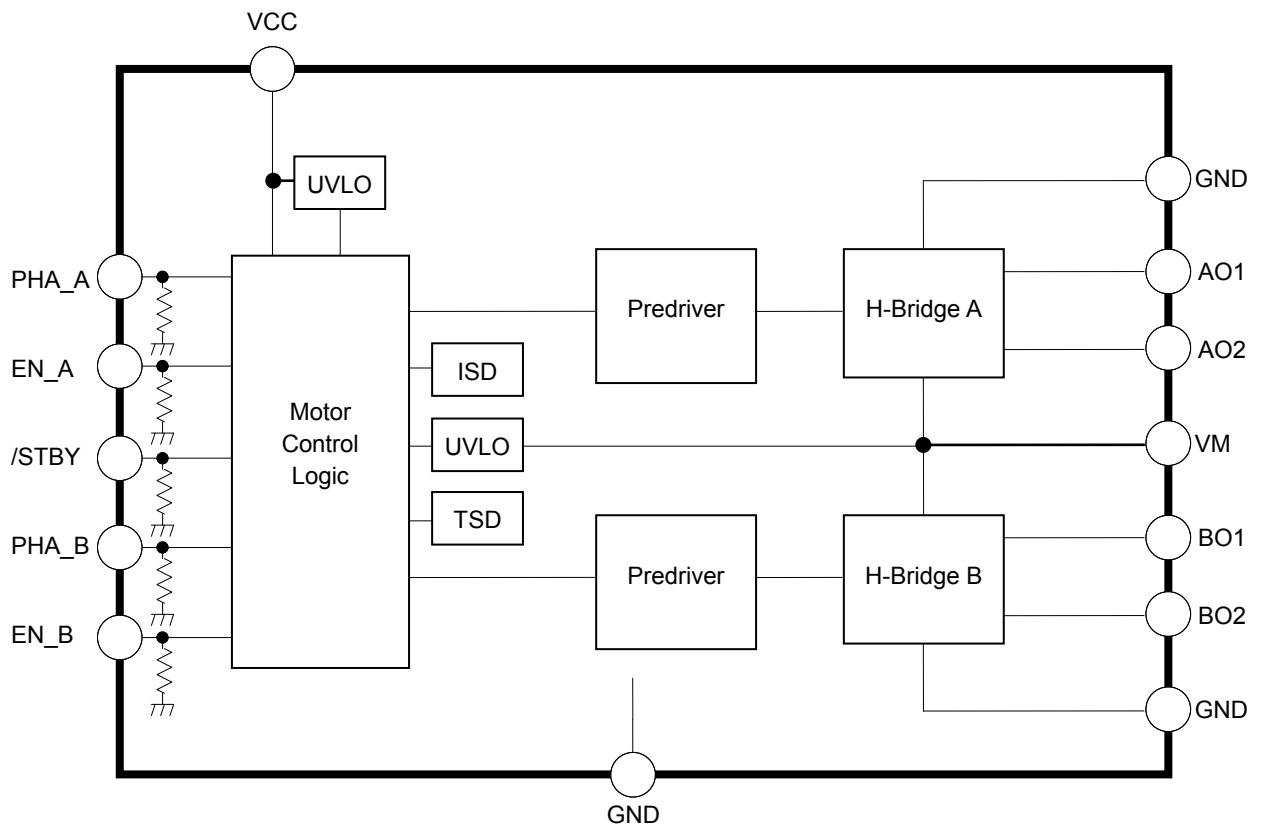 VCC
UVLO
GND
PHA_A
AO1
Predriver
H-Bridge A
AO2
EN_A
ISD
Motor
Control
Logic
UVLO
VM
/STBY
TSD
PHA_B
BO1
Predriver
H-Bridge B
BO2
EN_B
GND
GND